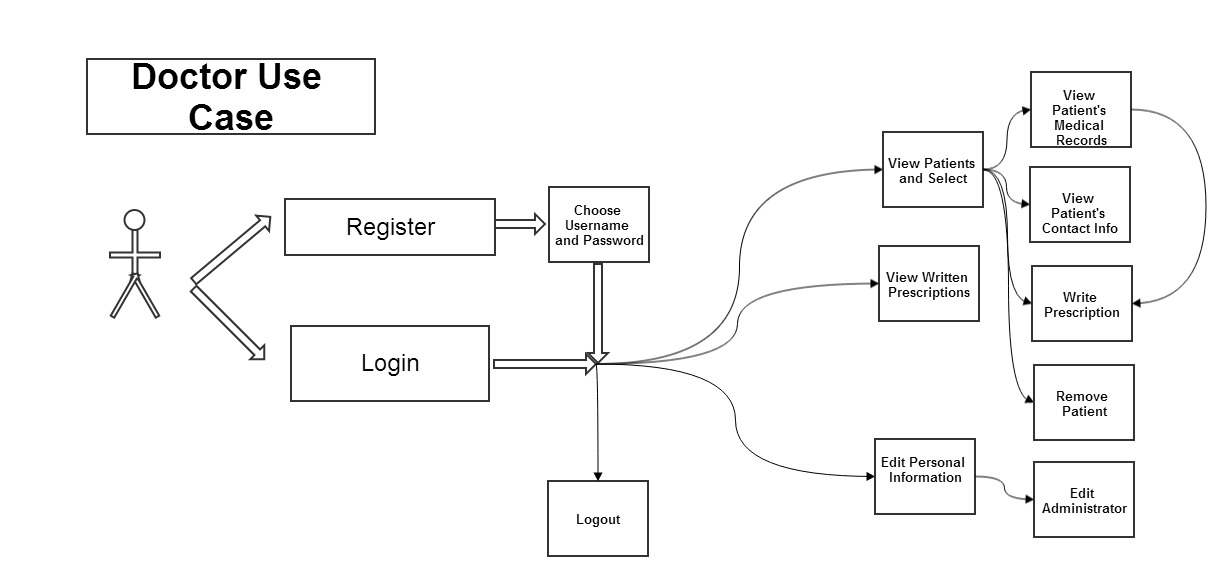 Doctor Use
Case
Register
Login
Choose
Username
and Password
Logout
View Patients
and Select
View Written
Prescriptions
Edit Personal
Information
View
Patient's
Medical
Records
View
Patient's
Contact Info
Write
Prescription
Remove
Patient
Edit
Administrator